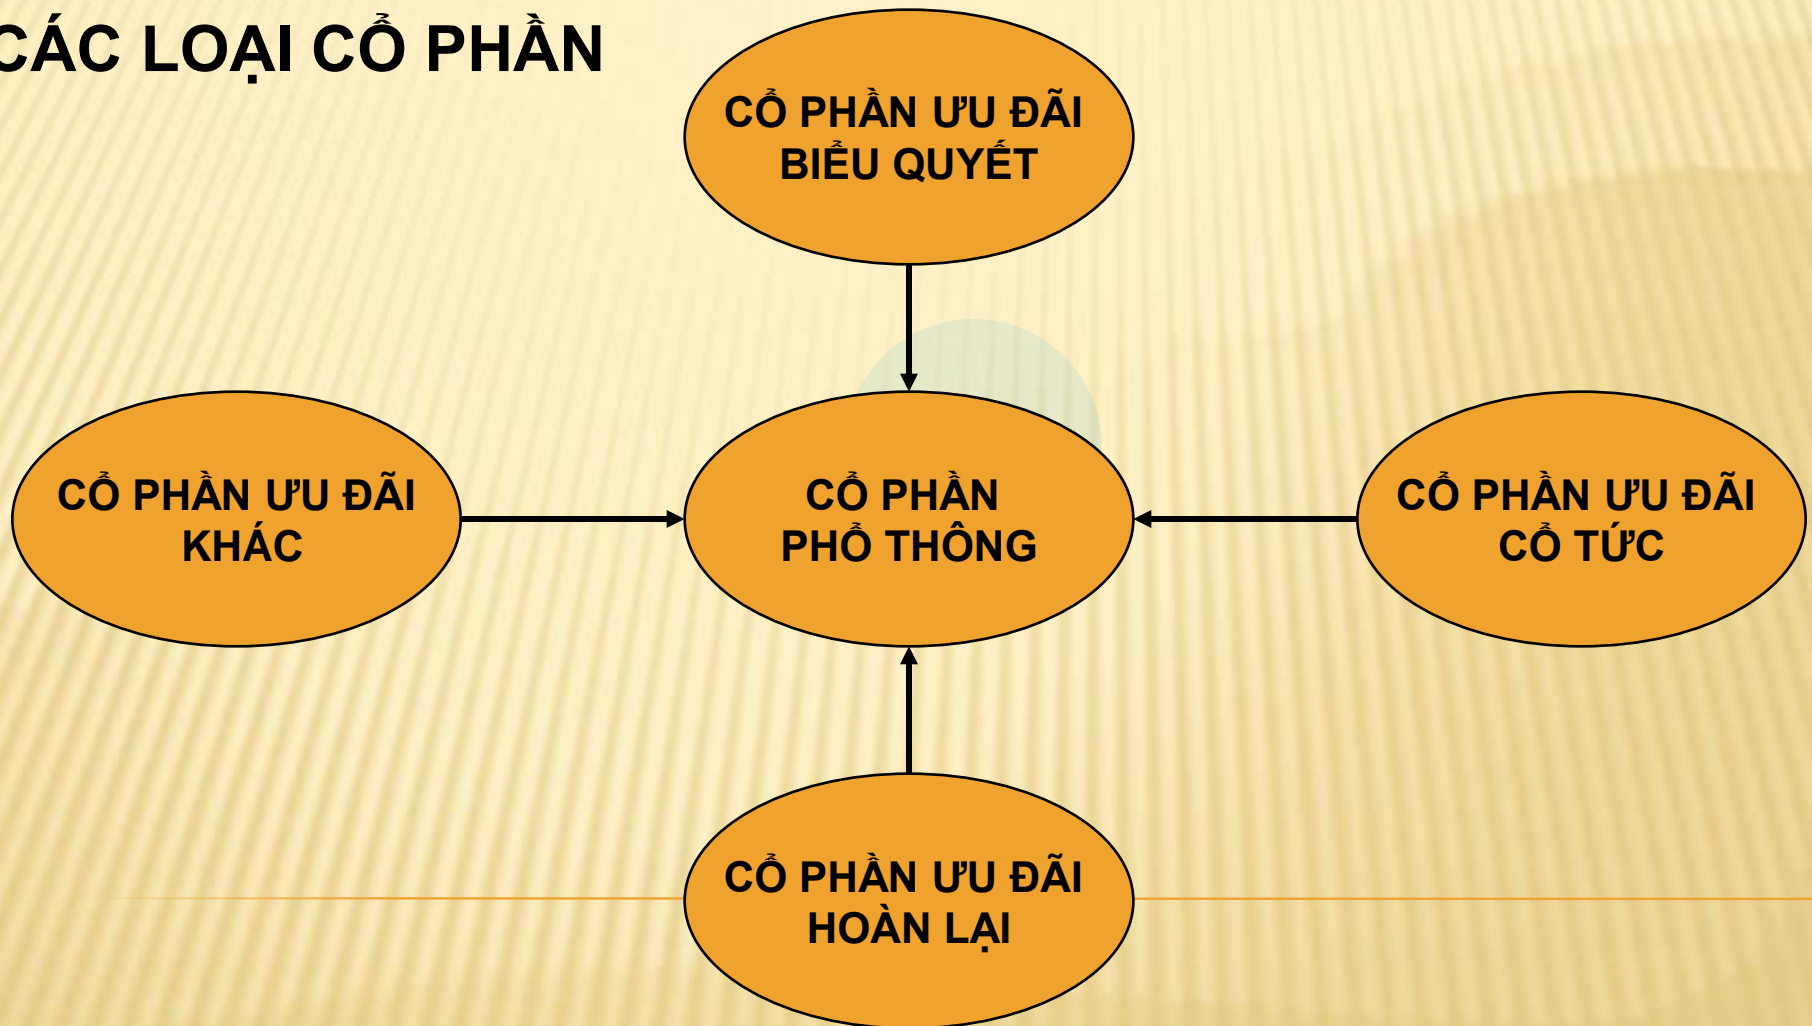 CÁC LOẠI CỔ PHẦN
CỔ PHẦN ƯU ĐÃI
BIỂU QUYẾT
CỔ PHẦN ƯU ĐÃI
KHÁC
CỔ PHẦN
PHỔ THÔNG
CỔ PHẦN ƯU ĐÃI
CỔ TỨC
CỔ PHẦN ƯU ĐÃI
HOÀN LẠI